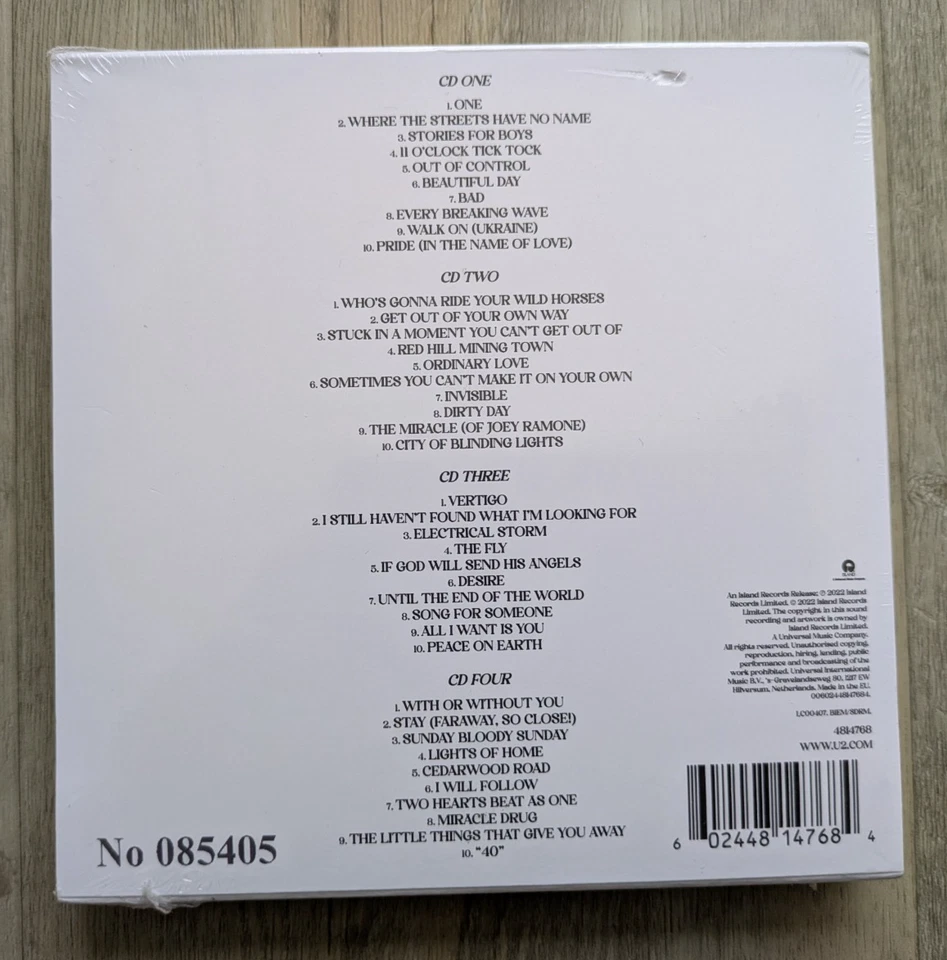 CD ONE
1. ONE
2. WHERE THE STREETS HAVE NO NAME
3. STORIES FOR BOYS
4. 11 O'CLOCK TICK TOCK
5. OUT OF CONTROL
6. BEAUTIFUL DAY
7. BAD
8. EVERY BREAKING WAVE
9. WALK ON (UKRAINE)
10. PRIDE (IN THE NAME OF LOVE)
CD TWO
1. WHO'S GONNA RIDE YOUR WILD HORSES
2. GET OUT OF YOUR OWN WAY
3. STUCK IN A MOMENT YOU CAN'T GET OUT OF
4. RED HILL MINING TOWN
5. ORDINARY LOVE
6. SOMETIMES YOU CAN'T MAKE IT ON YOUR OWN
7. INVISIBLE
8. DIRTY DAY
9. THE MIRACLE (OF JOEY RAMONE)
10. CITY OF BLINDING LIGHTS
CD THREE
1. VERTIGO
2. I STILL HAVEN'T FOUND WHAT I'M LOOKING FOR
3. ELECTRICAL STORM
4. THE FLY
5. IF GOD WILL SEND HIS ANGELS
6. DESIRE
7. UNTIL THE END OF THE WORLD
8. SONG FOR SOMEONE
9. ALL I WANT IS YOU
10. PEACE ON EARTH
CD FOUR
1. WITH OR WITHOUT YOU
2. STAY (FARAWAY, SO CLOSE!)
3. SUNDAY BLOODY SUNDAY
4. LIGHTS OF HOME
5. CEDARWOOD ROAD
6. I WILL FOLLOW
7. TWO HEARTS BEAT AS ONE
8. MIRACLE DRUG
9. THE LITTLE THINGS THAT GIVE YOU AWAY
10. "40"
No 085405
ISLAND
An Island Records Release; ℗ 2022 Island
Records Limited. © 2022 Island Records
Limited. The copyright in this sound
recording and artwork is owned by
Island Records Limited.
A Universal Music Company.
All rights reserved. Unauthorised copying,
reproduction, hiring, lending, public
performance and broadcasting of this
work prohibited. Universal International
Music B.V., 's-Gravelandseweg 80, 1217 EW
Hilversum, Netherlands. Made in the EU.
00602448147684.
LC00407. BIEM/SDRM.
4814768
WWW.U2.COM
6 02448 14768 4